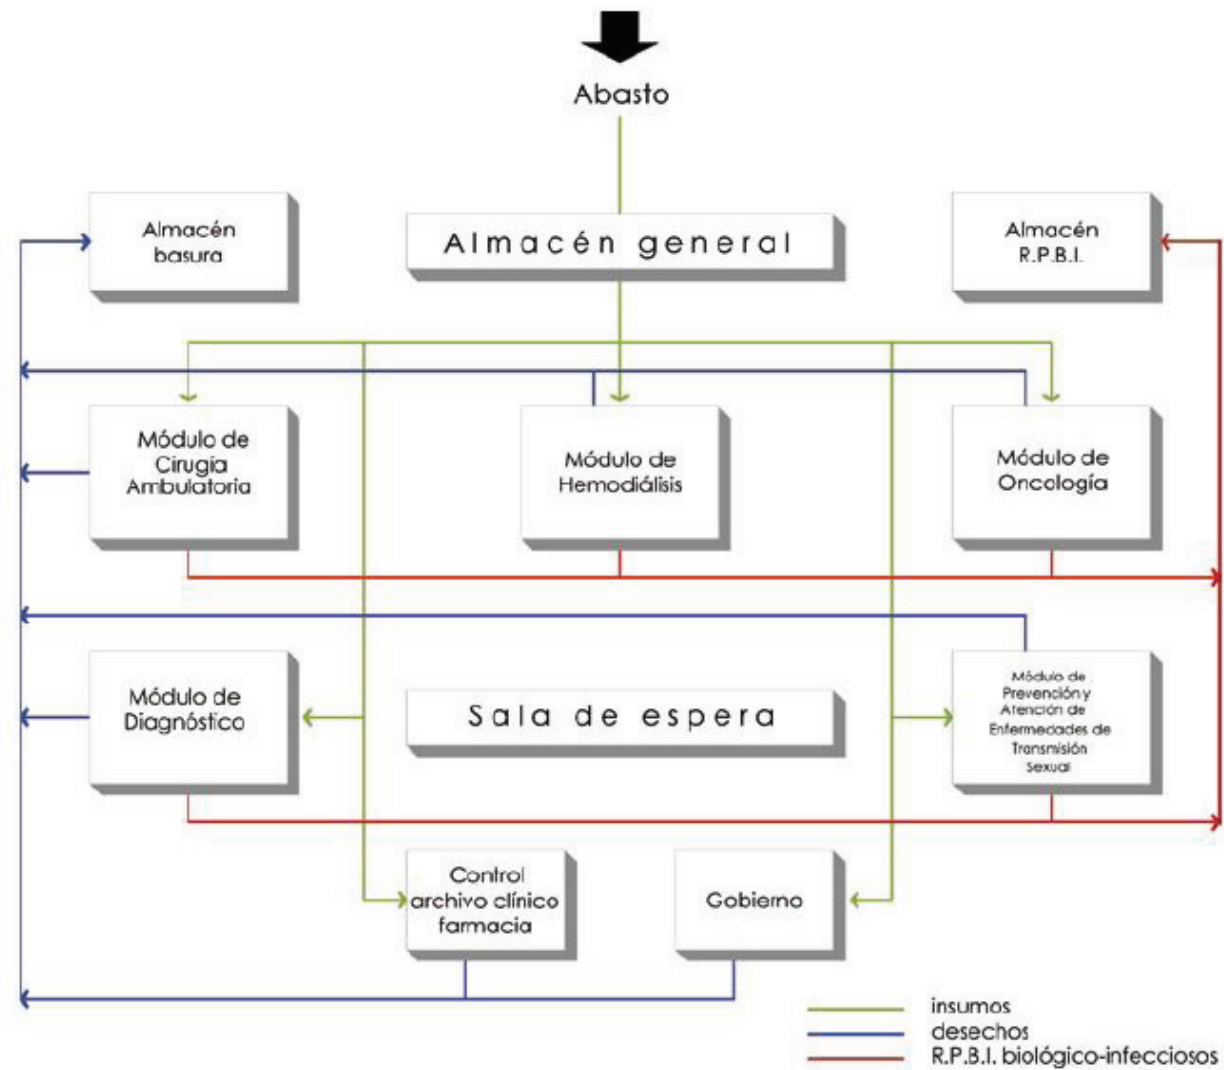 Abasto
Almacén
basura
Almacén general
Almacén
R.P.B.I.
Módulo de
Cirugía
Ambulatoria
Módulo de
Hemodiálisis
Módulo de
Oncología
Módulo de
Diagnóstico
Sala de espera
Módulo de
Prevención y
Atención de
Enfermedades de
Transmisión
Sexual
Control
archivo clínico
farmacia
Gobierno
insumos
desechos
R.P.B.I. biológico-infecciosos